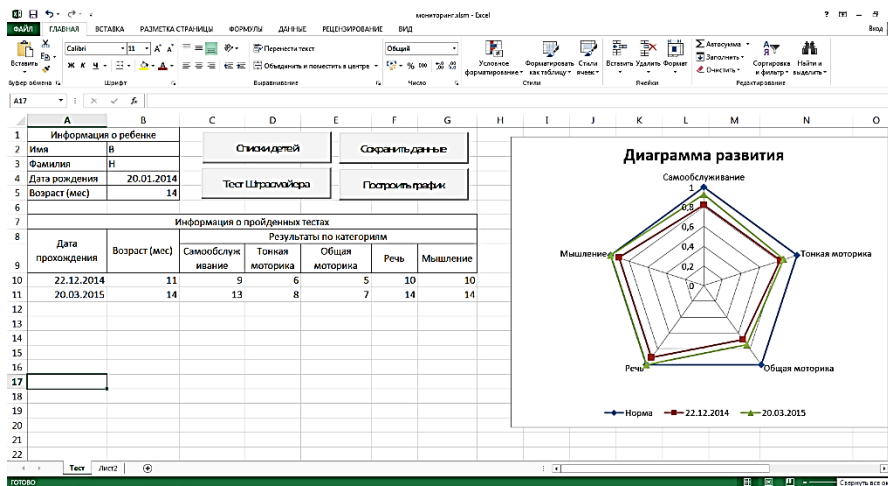 мониторинг.xlsm - Excel
ФАЙЛ ГЛАВНАЯ ВСТАВКА РАЗМЕТКА СТРАНИЦЫ ФОРМУЛЫ ДАННЫЕ РЕЦЕНЗИРОВАНИЕ ВИД Вход
Вставить Calibri 11 Перенести текст Общий Условное форматирование Форматировать как таблицу Стили ячеек Вставить Удалить Формат Автосумма Заполнить Очистить Сортировка и фильтр Найти и выделить
Ж К Ч Объединить и поместить в центре % 000
Буфер обмена Шрифт Выравнивание Число Стили Ячейки Редактирование
A17 fx
A B C D E F G H I J K L M N O
1 Информация о ребенке
2 Имя В
3 Фамилия Н
4 Дата рождения 20.01.2014
5 Возраст (мес) 14
Списки детей Сохранить данные
Тест Штрасмайера Построить график
6
7 Информация о пройденных тестах
8 Результаты по категориям
9 Дата прохождения Возраст (мес) Самообслуживание Тонкая моторика Общая моторика Речь Мышление
10 22.12.2014 11 9 6 5 10 10
11 20.03.2015 14 13 8 7 14 14
12
13
14
15
16
17
18
19
20
21
22
Диаграмма развития
Самообслуживание
1
0,8
0,6
0,4
0,2
0
Мышление Тонкая моторика
Речь Общая моторика
Норма 22.12.2014 20.03.2015
Тест Лист2
ГОТОВО
Свернуть все